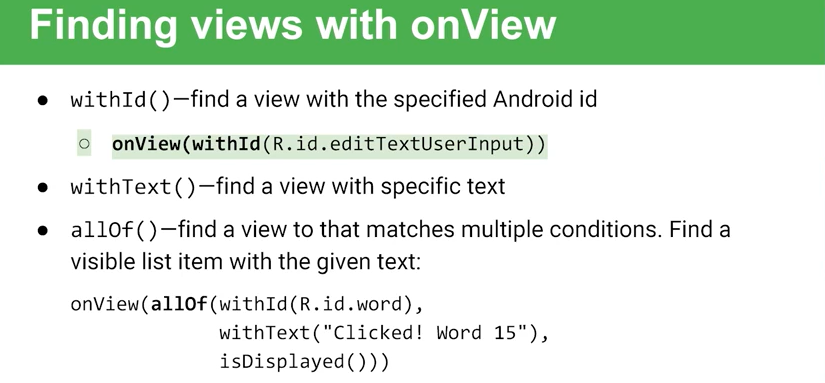 Finding views with onView
● withId()—find a view with the specified Android id
○ onView(withId(R.id.editTextUserInput))
● withText()—find a view with specific text
● allOf()—find a view to that matches multiple conditions. Find a
visible list item with the given text:
onView(allOf(withId(R.id.word),
withText("Clicked! Word 15"),
isDisplayed()))